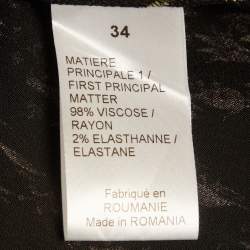 34
MATIERE
PRINCIPALE 1 /
FIRST PRINCIPAL
MATTER
98% VISCOSE /
RAYON
2% ELASTHANNE /
ELASTANE
Fabriqué en
ROUMANIE
Made in ROMANIA